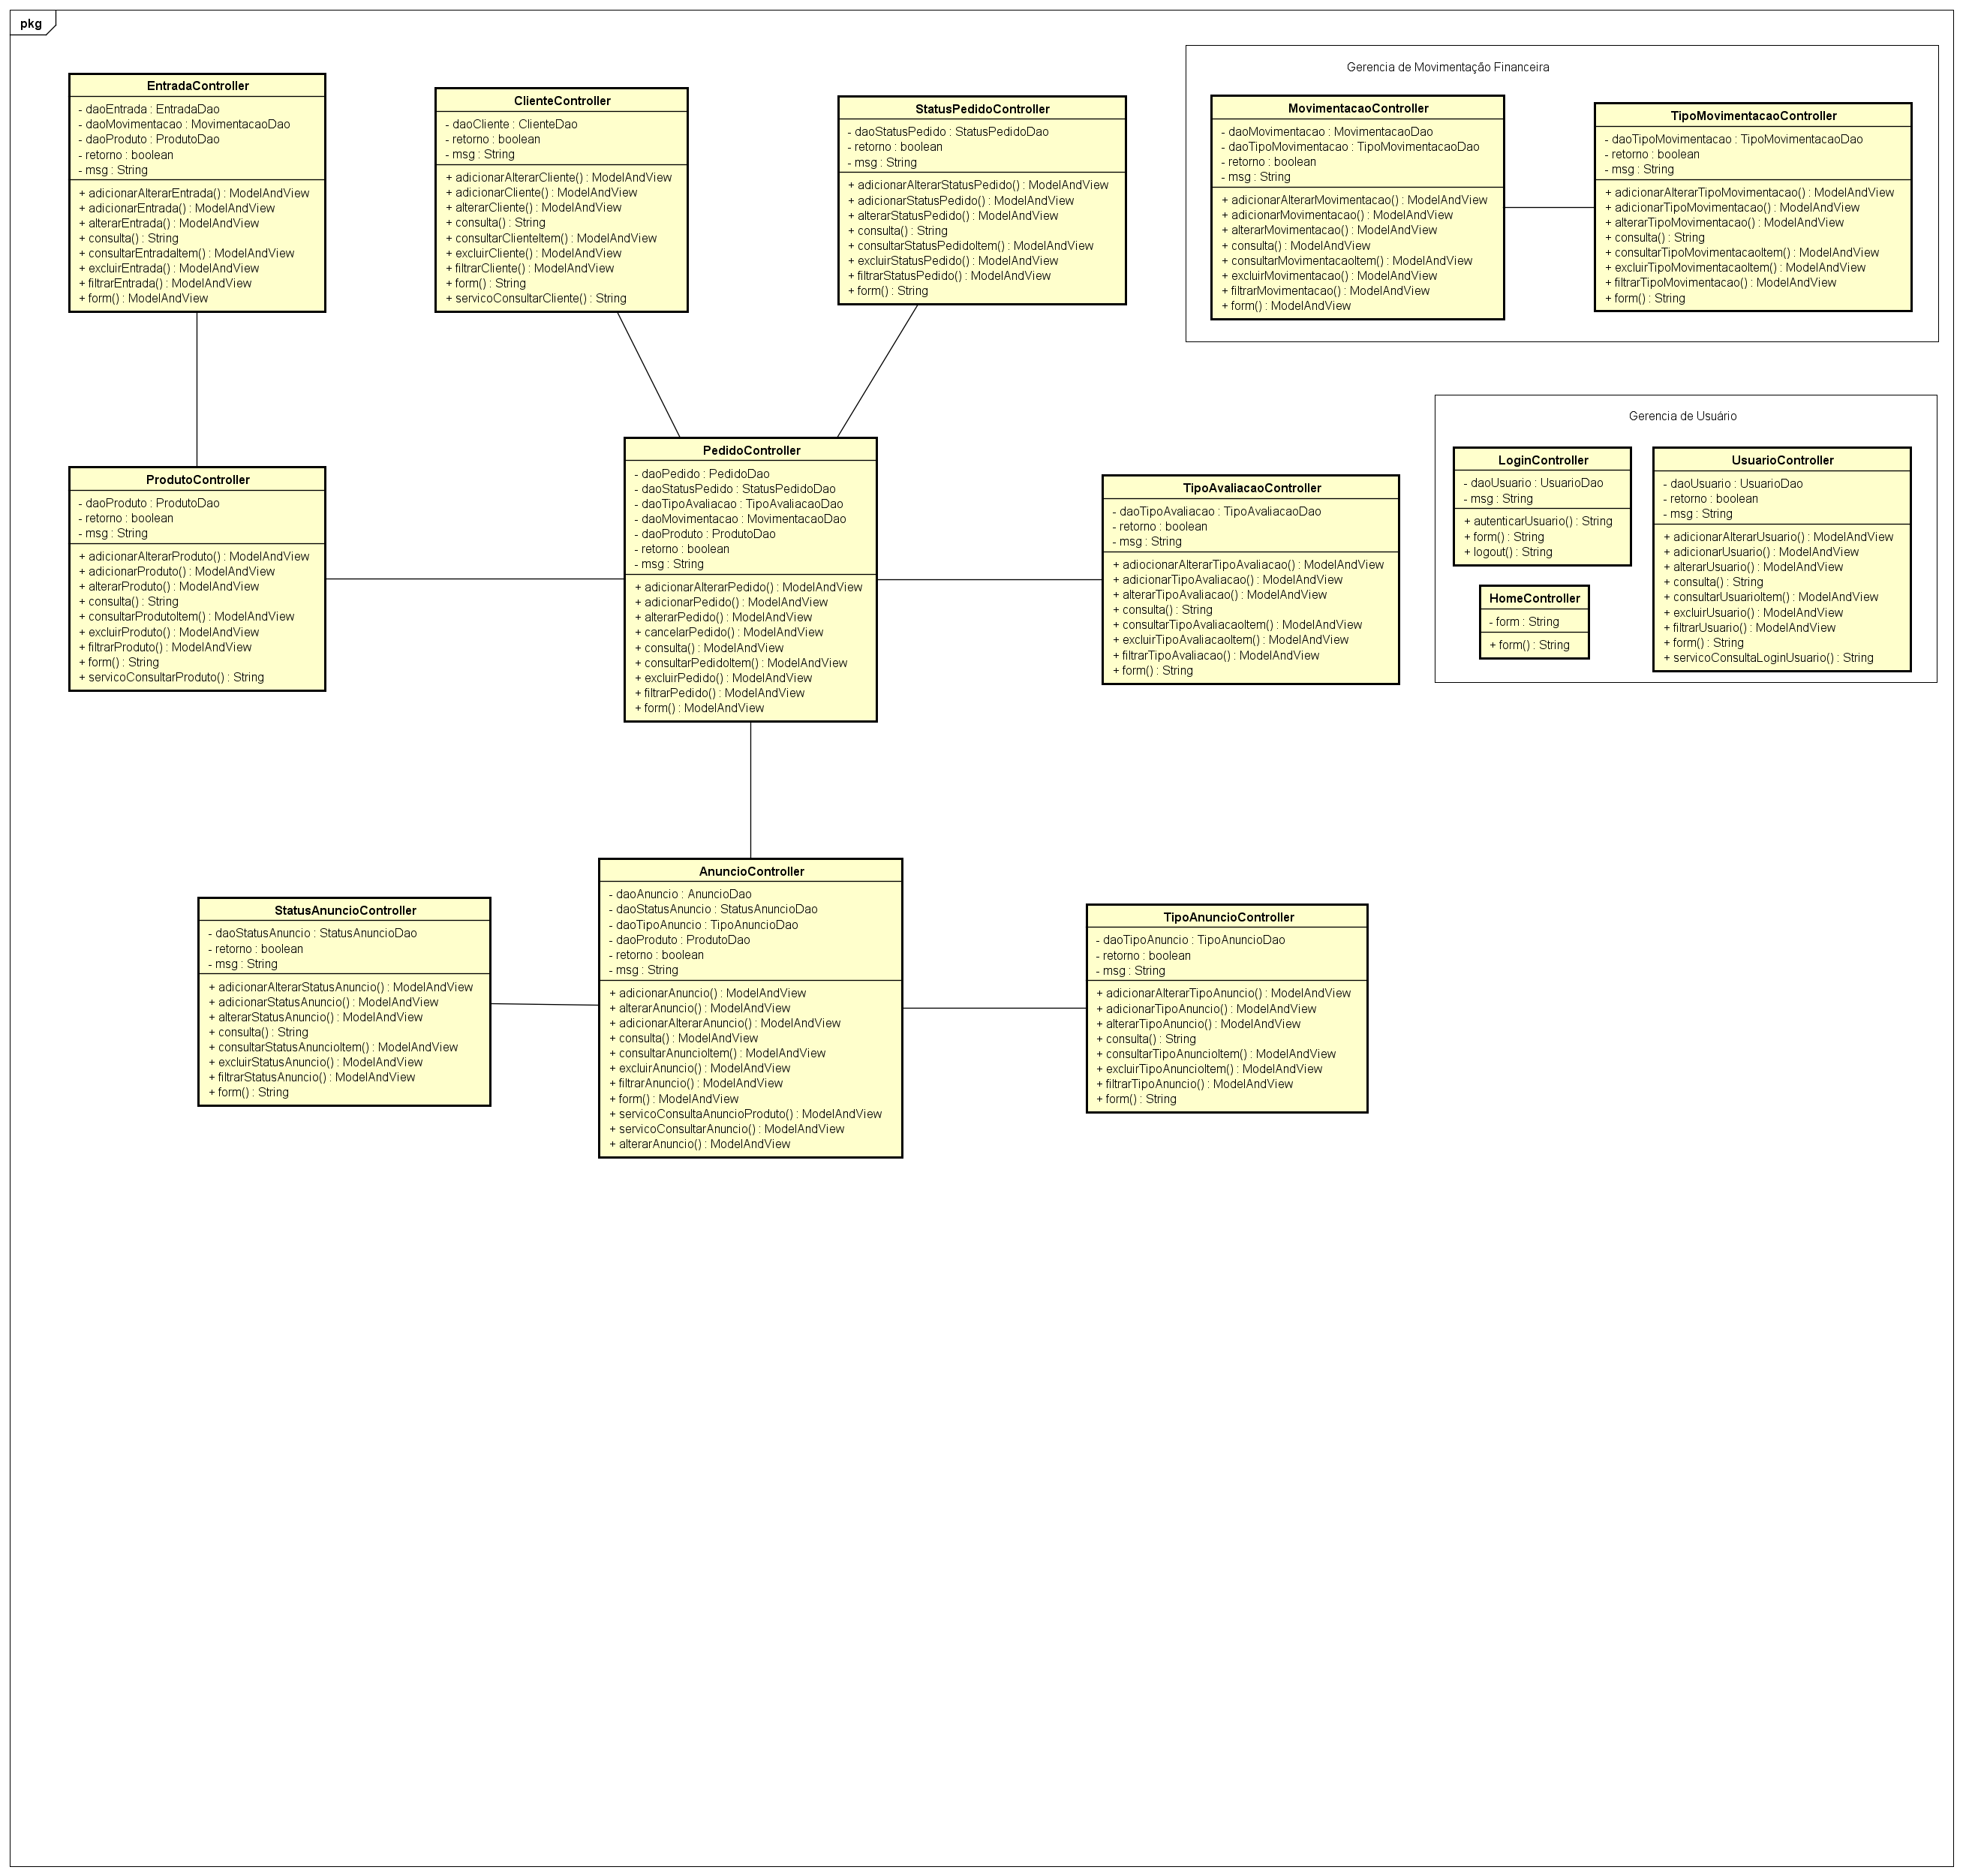 pkg
EntradaController
- daoEntrada : EntradaDao
- daoMovimentacao : MovimentacaoDao
- daoProduto : ProdutoDao
- retorno : boolean
- msg : String
+ adicionarAlterarEntrada() : ModelAndView
+ adicionarEntrada() : ModelAndView
+ alterarEntrada() : ModelAndView
+ consulta() : String
+ consultarEntradaItem() : ModelAndView
+ excluirEntrada() : ModelAndView
+ filtrarEntrada() : ModelAndView
+ form() : ModelAndView
ClienteController
- daoCliente : ClienteDao
- retorno : boolean
- msg : String
+ adicionarAlterarCliente() : ModelAndView
+ adicionarCliente() : ModelAndView
+ alterarCliente() : ModelAndView
+ consulta() : String
+ consultarClienteItem() : ModelAndView
+ excluirCliente() : ModelAndView
+ filtrarCliente() : ModelAndView
+ form() : String
+ servicoConsultarCliente() : String
StatusPedidoController
- daoStatusPedido : StatusPedidoDao
- retorno : boolean
- msg : String
+ adicionarAlterarStatusPedido() : ModelAndView
+ adicionarStatusPedido() : ModelAndView
+ alterarStatusPedido() : ModelAndView
+ consulta() : String
+ consultarStatusPedidoItem() : ModelAndView
+ excluirStatusPedido() : ModelAndView
+ filtrarStatusPedido() : ModelAndView
+ form() : String
Gerencia de Movimentação Financeira
MovimentacaoController
- daoMovimentacao : MovimentacaoDao
- daoTipoMovimentacao : TipoMovimentacaoDao
- retorno : boolean
- msg : String
+ adicionarAlterarMovimentacao() : ModelAndView
+ adicionarMovimentacao() : ModelAndView
+ alterarMovimentacao() : ModelAndView
+ consulta() : ModelAndView
+ consultarMovimentacaoItem() : ModelAndView
+ excluirMovimentacao() : ModelAndView
+ filtrarMovimentacao() : ModelAndView
+ form() : ModelAndView
TipoMovimentacaoController
- daoTipoMovimentacao : TipoMovimentacaoDao
- retorno : boolean
- msg : String
+ adicionarAlterarTipoMovimentacao() : ModelAndView
+ adicionarTipoMovimentacao() : ModelAndView
+ alterarTipoMovimentacao() : ModelAndView
+ consulta() : String
+ consultarTipoMovimentacaoItem() : ModelAndView
+ excluirTipoMovimentacaoItem() : ModelAndView
+ filtrarTipoMovimentacao() : ModelAndView
+ form() : String
Gerencia de Usuário
LoginController
- daoUsuario : UsuarioDao
- msg : String
+ autenticarUsuario() : String
+ form() : String
+ logout() : String
HomeController
- form : String
+ form() : String
UsuarioController
- daoUsuario : UsuarioDao
- retorno : boolean
- msg : String
+ adicionarAlterarUsuario() : ModelAndView
+ adicionarUsuario() : ModelAndView
+ alterarUsuario() : ModelAndView
+ consulta() : String
+ consultarUsuarioItem() : ModelAndView
+ excluirUsuario() : ModelAndView
+ filtrarUsuario() : ModelAndView
+ form() : String
+ servicoConsultaLoginUsuario() : String
ProdutoController
- daoProduto : ProdutoDao
- retorno : boolean
- msg : String
+ adicionarAlterarProduto() : ModelAndView
+ adicionarProduto() : ModelAndView
+ alterarProduto() : ModelAndView
+ consulta() : String
+ consultarProdutoItem() : ModelAndView
+ excluirProduto() : ModelAndView
+ filtrarProduto() : ModelAndView
+ form() : String
+ servicoConsultarProduto() : String
PedidoController
- daoPedido : PedidoDao
- daoStatusPedido : StatusPedidoDao
- daoTipoAvaliacao : TipoAvaliacaoDao
- daoMovimentacao : MovimentacaoDao
- daoProduto : ProdutoDao
- retorno : boolean
- msg : String
+ adicionarAlterarPedido() : ModelAndView
+ adicionarPedido() : ModelAndView
+ alterarPedido() : ModelAndView
+ cancelarPedido() : ModelAndView
+ consulta() : ModelAndView
+ consultarPedidoItem() : ModelAndView
+ excluirPedido() : ModelAndView
+ filtrarPedido() : ModelAndView
+ form() : ModelAndView
TipoAvaliacaoController
- daoTipoAvaliacao : TipoAvaliacaoDao
- retorno : boolean
- msg : String
+ adiocionarAlterarTipoAvaliacao() : ModelAndView
+ adicionarTipoAvaliacao() : ModelAndView
+ alterarTipoAvaliacao() : ModelAndView
+ consulta() : String
+ consultarTipoAvaliacaoItem() : ModelAndView
+ excluirTipoAvaliacaoItem() : ModelAndView
+ filtrarTipoAvaliacao() : ModelAndView
+ form() : String
StatusAnuncioController
- daoStatusAnuncio : StatusAnuncioDao
- retorno : boolean
- msg : String
+ adicionarAlterarStatusAnuncio() : ModelAndView
+ adicionarStatusAnuncio() : ModelAndView
+ alterarStatusAnuncio() : ModelAndView
+ consulta() : String
+ consultarStatusAnuncioItem() : ModelAndView
+ excluirStatusAnuncio() : ModelAndView
+ filtrarStatusAnuncio() : ModelAndView
+ form() : String
AnuncioController
- daoAnuncio : AnuncioDao
- daoStatusAnuncio : StatusAnuncioDao
- daoTipoAnuncio : TipoAnuncioDao
- daoProduto : ProdutoDao
- retorno : boolean
- msg : String
+ adicionarAnuncio() : ModelAndView
+ alterarAnuncio() : ModelAndView
+ adicionarAlterarAnuncio() : ModelAndView
+ consulta() : ModelAndView
+ consultarAnuncioItem() : ModelAndView
+ excluirAnuncio() : ModelAndView
+ filtrarAnuncio() : ModelAndView
+ form() : ModelAndView
+ servicoConsultaAnuncioProduto() : ModelAndView
+ servicoConsultarAnuncio() : ModelAndView
+ alterarAnuncio() : ModelAndView
TipoAnuncioController
- daoTipoAnuncio : TipoAnuncioDao
- retorno : boolean
- msg : String
+ adicionarAlterarTipoAnuncio() : ModelAndView
+ adicionarTipoAnuncio() : ModelAndView
+ alterarTipoAnuncio() : ModelAndView
+ consulta() : String
+ consultarTipoAnuncioItem() : ModelAndView
+ excluirTipoAnuncioItem() : ModelAndView
+ filtrarTipoAnuncio() : ModelAndView
+ form() : String